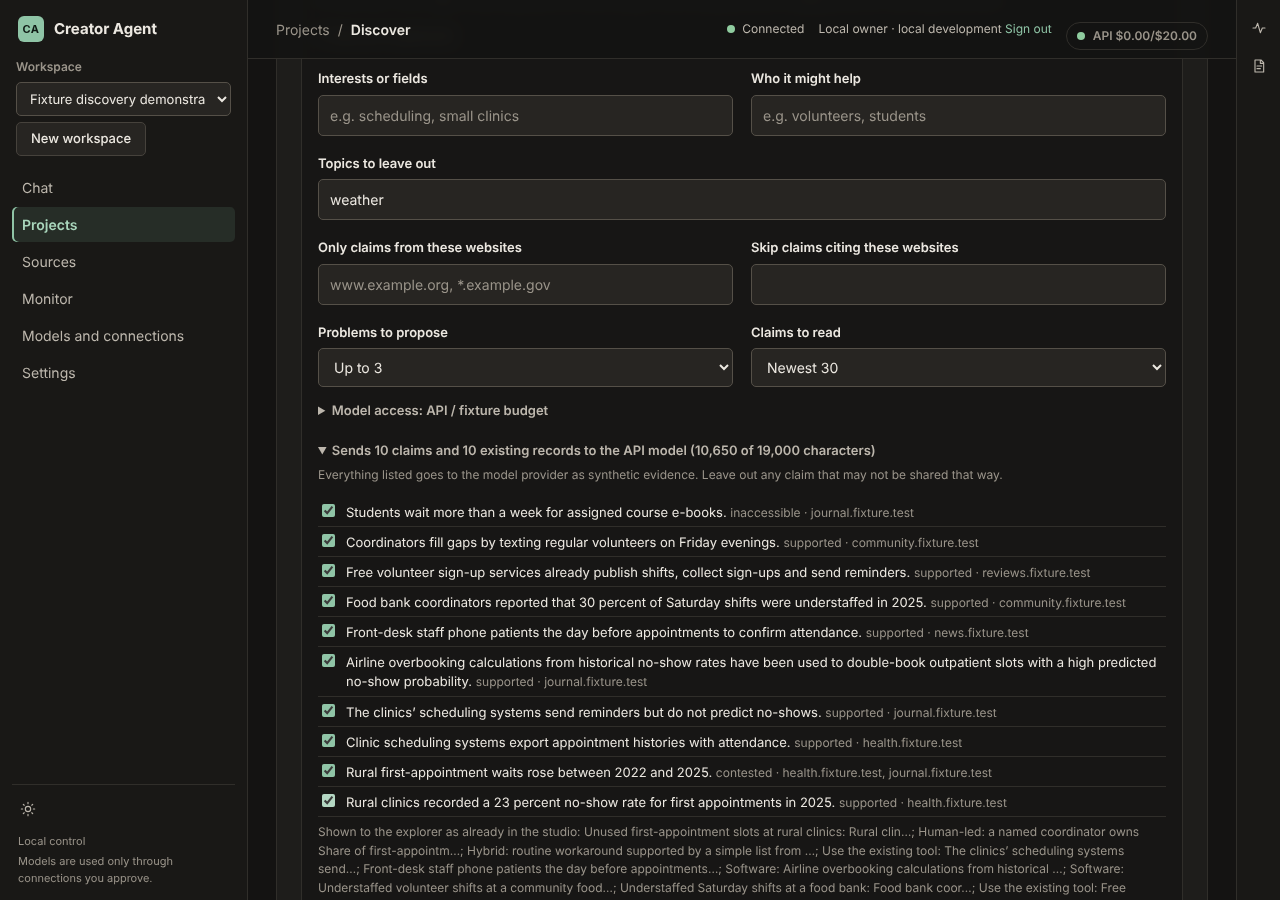 CA
Creator Agent
Workspace
Fixture discovery demonstra
New workspace
Chat
Projects
Sources
Monitor
Models and connections
Settings
Local control
Models are used only through
connections you approve.
Projects / Discover
Connected
Local owner · local development Sign out
API $0.00/$20.00
Interests or fields
Who it might help
e.g. scheduling, small clinics
e.g. volunteers, students
Topics to leave out
weather
Only claims from these websites
Skip claims citing these websites
www.example.org, *.example.gov
Problems to propose
Claims to read
Up to 3
Newest 30
Model access: API / fixture budget
Sends 10 claims and 10 existing records to the API model (10,650 of 19,000 characters)
Everything listed goes to the model provider as synthetic evidence. Leave out any claim that may not be shared that way.
Students wait more than a week for assigned course e-books. inaccessible · journal.fixture.test
Coordinators fill gaps by texting regular volunteers on Friday evenings. supported · community.fixture.test
Free volunteer sign-up services already publish shifts, collect sign-ups and send reminders. supported · reviews.fixture.test
Food bank coordinators reported that 30 percent of Saturday shifts were understaffed in 2025. supported · community.fixture.test
Front-desk staff phone patients the day before appointments to confirm attendance. supported · news.fixture.test
Airline overbooking calculations from historical no-show rates have been used to double-book outpatient slots with a high predicted
no-show probability. supported · journal.fixture.test
The clinics’ scheduling systems send reminders but do not predict no-shows. supported · journal.fixture.test
Clinic scheduling systems export appointment histories with attendance. supported · health.fixture.test
Rural first-appointment waits rose between 2022 and 2025. contested · health.fixture.test, journal.fixture.test
Rural clinics recorded a 23 percent no-show rate for first appointments in 2025. supported · health.fixture.test
Shown to the explorer as already in the studio: Unused first-appointment slots at rural clinics: Rural clin...; Human-led: a named coordinator owns
Share of first-appointm...; Hybrid: routine workaround supported by a simple list from ...; Use the existing tool: The clinics’ scheduling systems
send...; Front-desk staff phone patients the day before appointments...; Software: Airline overbooking calculations from historical ...; Software:
Understaffed volunteer shifts at a community food...; Understaffed Saturday shifts at a food bank: Food bank coor...; Use the existing tool: Free